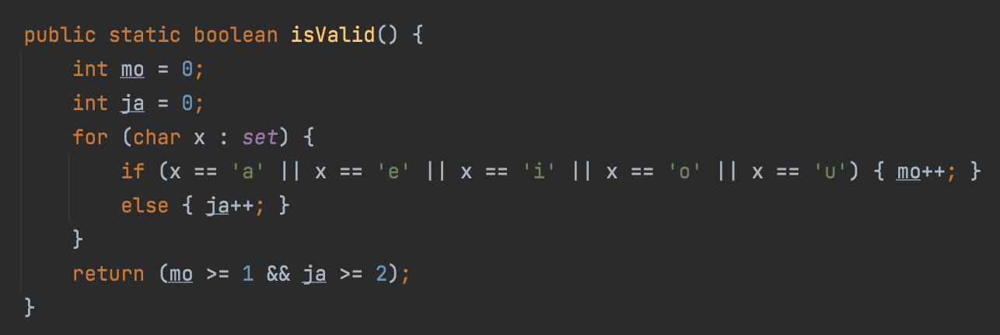 public static boolean isValid() {
    int mo = 0;
    int ja = 0;
    for (char x : set) {
        if (x == 'a' || x == 'e' || x == 'i' || x == 'o' || x == 'u') { mo++; }
        else { ja++; }
    }
    return (mo >= 1 && ja >= 2);
}